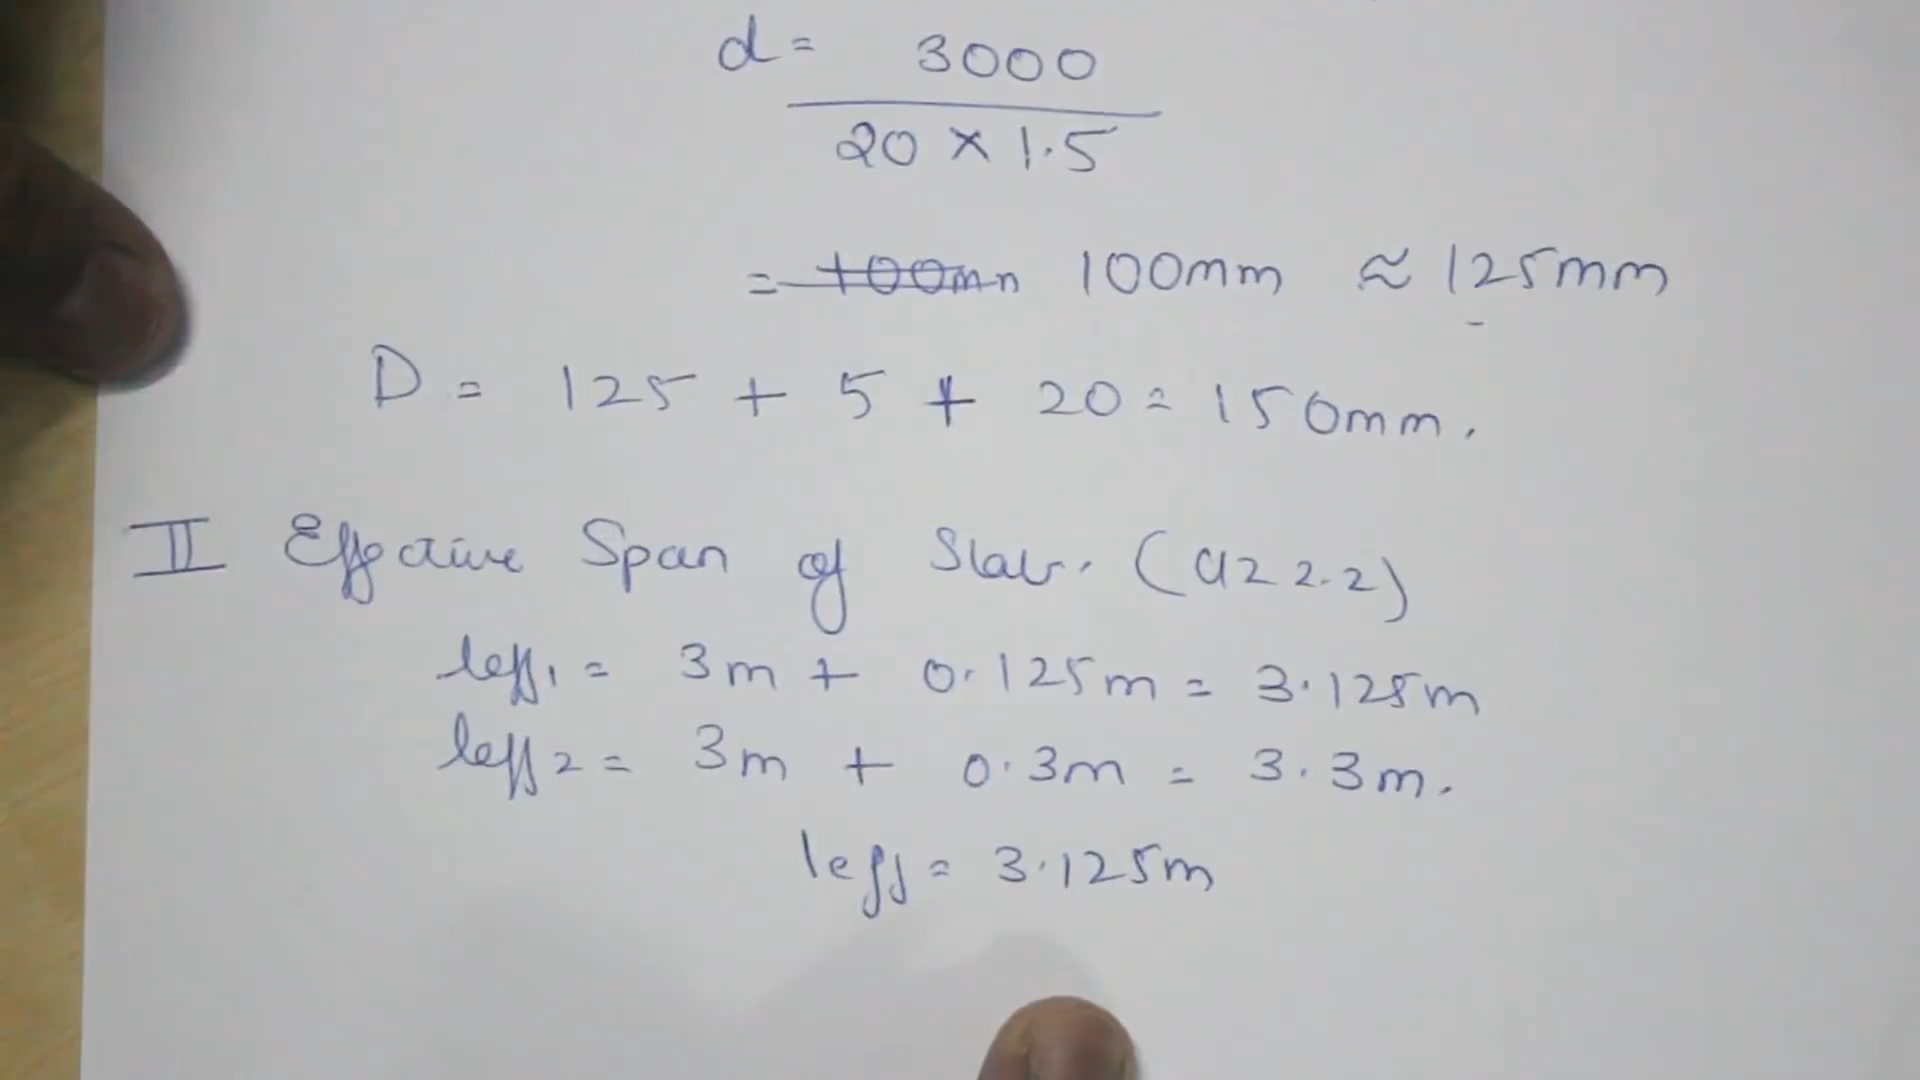 d = 3000
20 × 1.5
= 100mm 100mm ≈ 125mm
D = 125 + 5 + 20 = 150mm.
II Effective Span of Slab. (Cl 22.2)
leff1 = 3m + 0.125m = 3.125m
leff2 = 3m + 0.3m = 3.3m.
leff = 3.125m